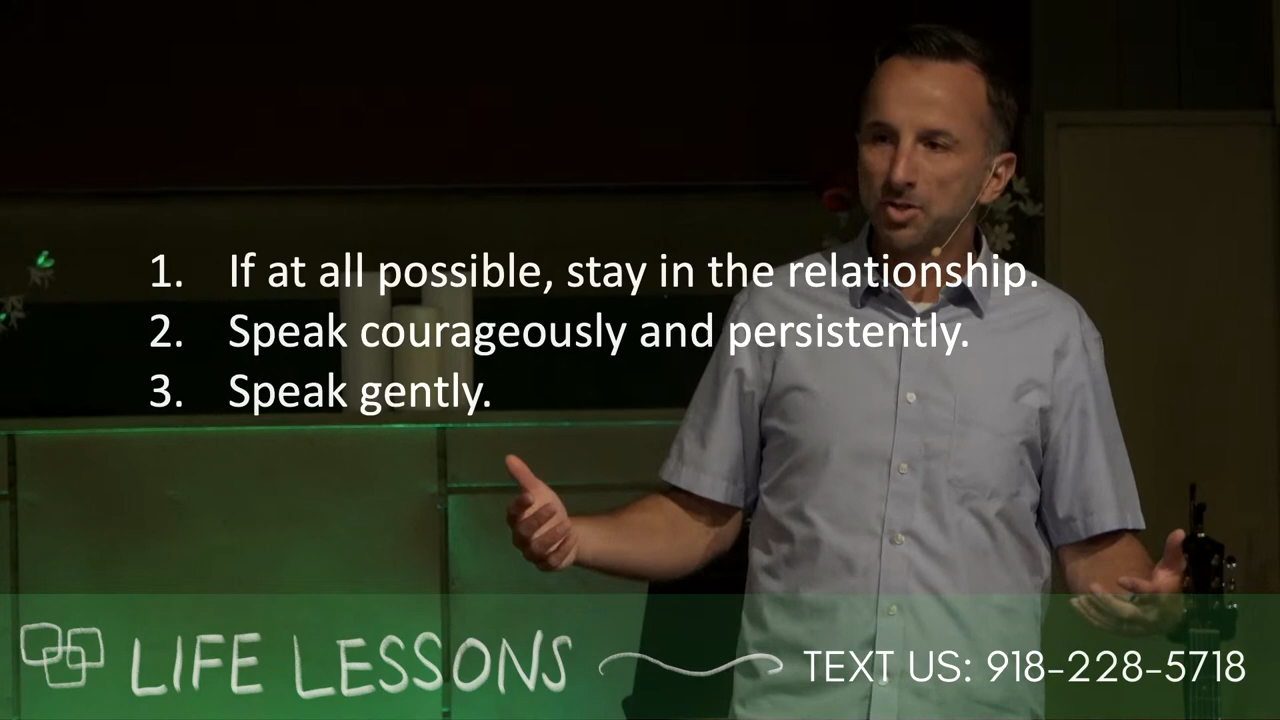 1. If at all possible, stay in the relationship.
2. Speak courageously and persistently.
3. Speak gently.
LIFE LESSONS
TEXT US: 918-228-5718